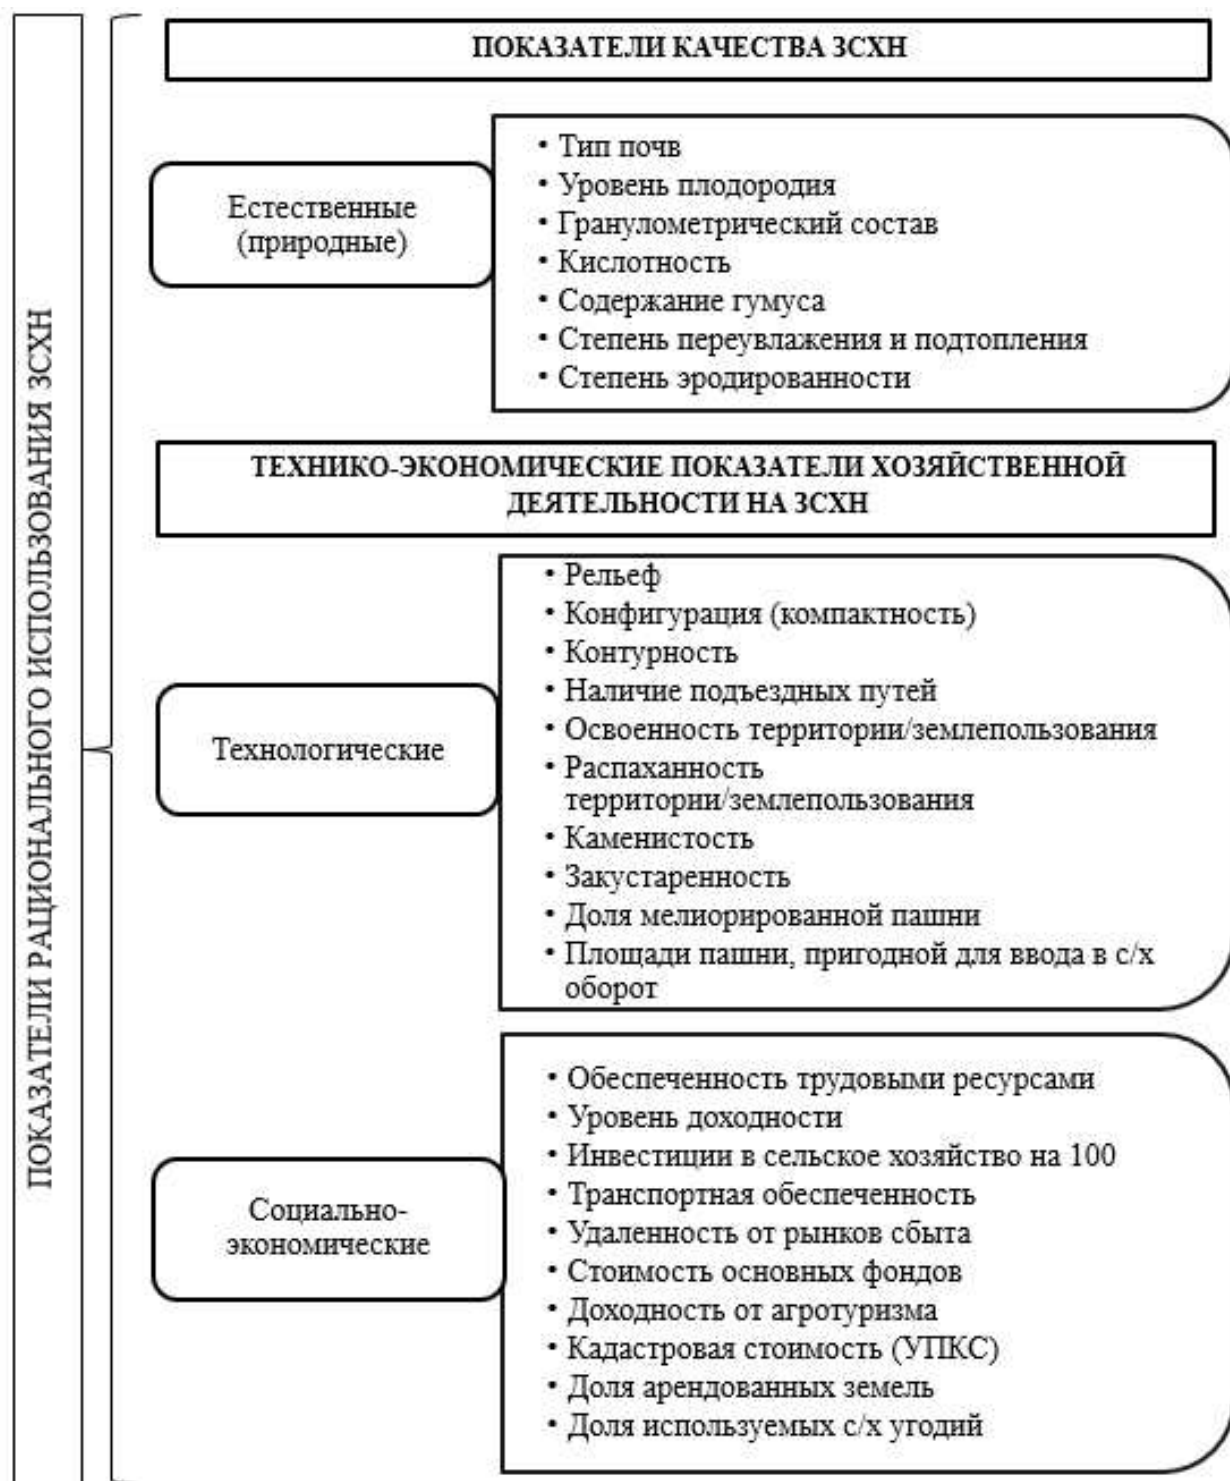 ПОКАЗАТЕЛИ РАЦИОНАЛЬНОГО ИСПОЛЬЗОВАНИЯ ЗСХН
ПОКАЗАТЕЛИ КАЧЕСТВА ЗСХН
Естественные
(природные)
• Тип почв
• Уровень плодородия
• Гранулометрический состав
• Кислотность
• Содержание гумуса
• Степень переувлажения и подтопления
• Степень эродированности
ТЕХНИКО-ЭКОНОМИЧЕСКИЕ ПОКАЗАТЕЛИ ХОЗЯЙСТВЕННОЙ
ДЕЯТЕЛЬНОСТИ НА ЗСХН
Технологические
• Рельеф
• Конфигурация (компактность)
• Контурность
• Наличие подъездных путей
• Освоенность территории/землепользования
• Распаханность
территории/землепользования
• Каменистость
• Закустаренность
• Доля мелиорированной пашни
• Площади пашни, пригодной для ввода в с/х
оборот
Социально-
экономические
• Обеспеченность трудовыми ресурсами
• Уровень доходности
• Инвестиции в сельское хозяйство на 100
• Транспортная обеспеченность
• Удаленность от рынков сбыта
• Стоимость основных фондов
• Доходность от агротуризма
• Кадастровая стоимость (УПКС)
• Доля арендованных земель
• Доля используемых с/х угодий